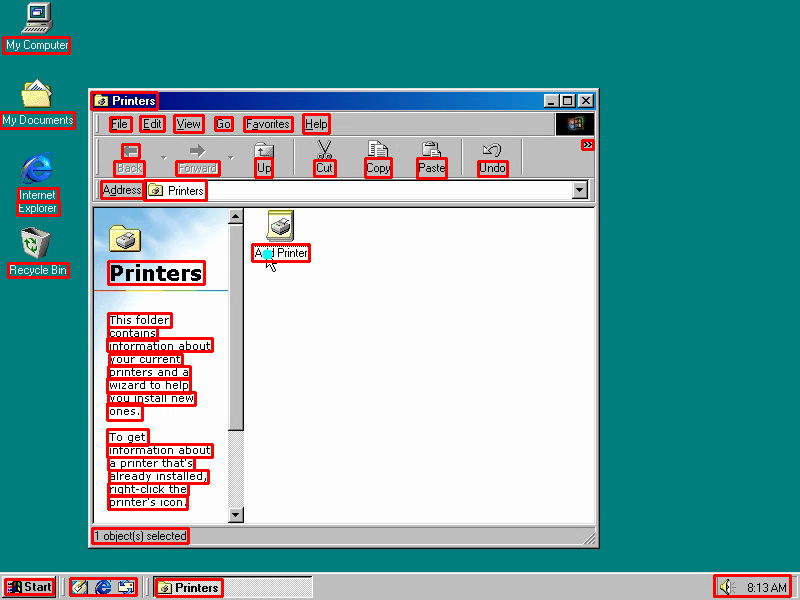 My Computer
My Documents
Internet
Explorer
Recycle Bin
Printers
File Edit View Go Favorites Help
Back Forward Up Cut Copy Paste Undo
Address Printers
Printers
This folder
contains
information about
your current
printers and a
wizard to help
you install new
ones.
To get
information about
a printer that's
already installed,
right-click the
printer's icon.
Add Printer
1 object(s) selected
Start Printers 8:13 AM